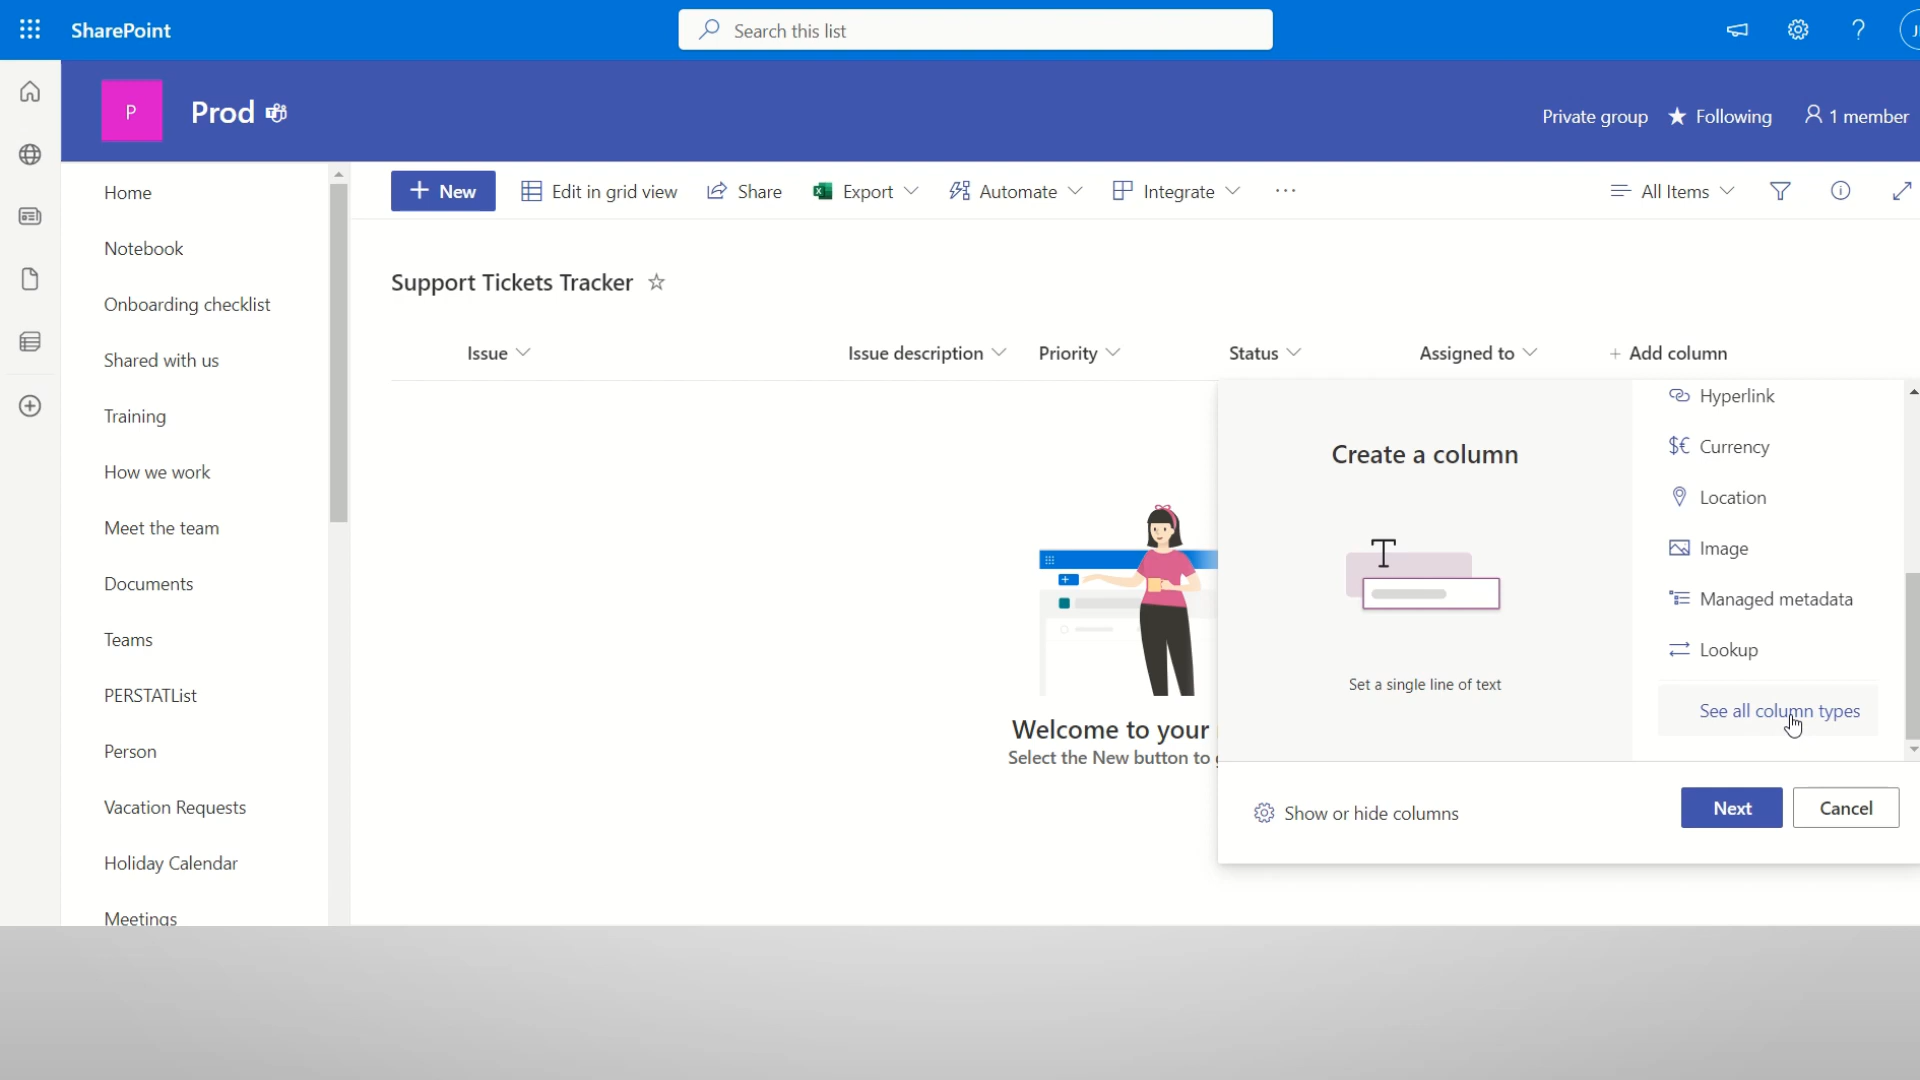 SharePoint
Search this list
P
Prod
Private group
Following
1 member
Home
Notebook
Onboarding checklist
Shared with us
Training
How we work
Meet the team
Documents
Teams
PERSTATList
Person
Vacation Requests
Holiday Calendar
Meetings
+ New
Edit in grid view
Share
Export
Automate
Integrate
...
All Items
Support Tickets Tracker
Issue
Issue description
Priority
Status
Assigned to
+ Add column
Welcome to your
Select the New button to
Create a column
T
Set a single line of text
Hyperlink
$€ Currency
Location
Image
Managed metadata
Lookup
See all column types
Show or hide columns
Next
Cancel